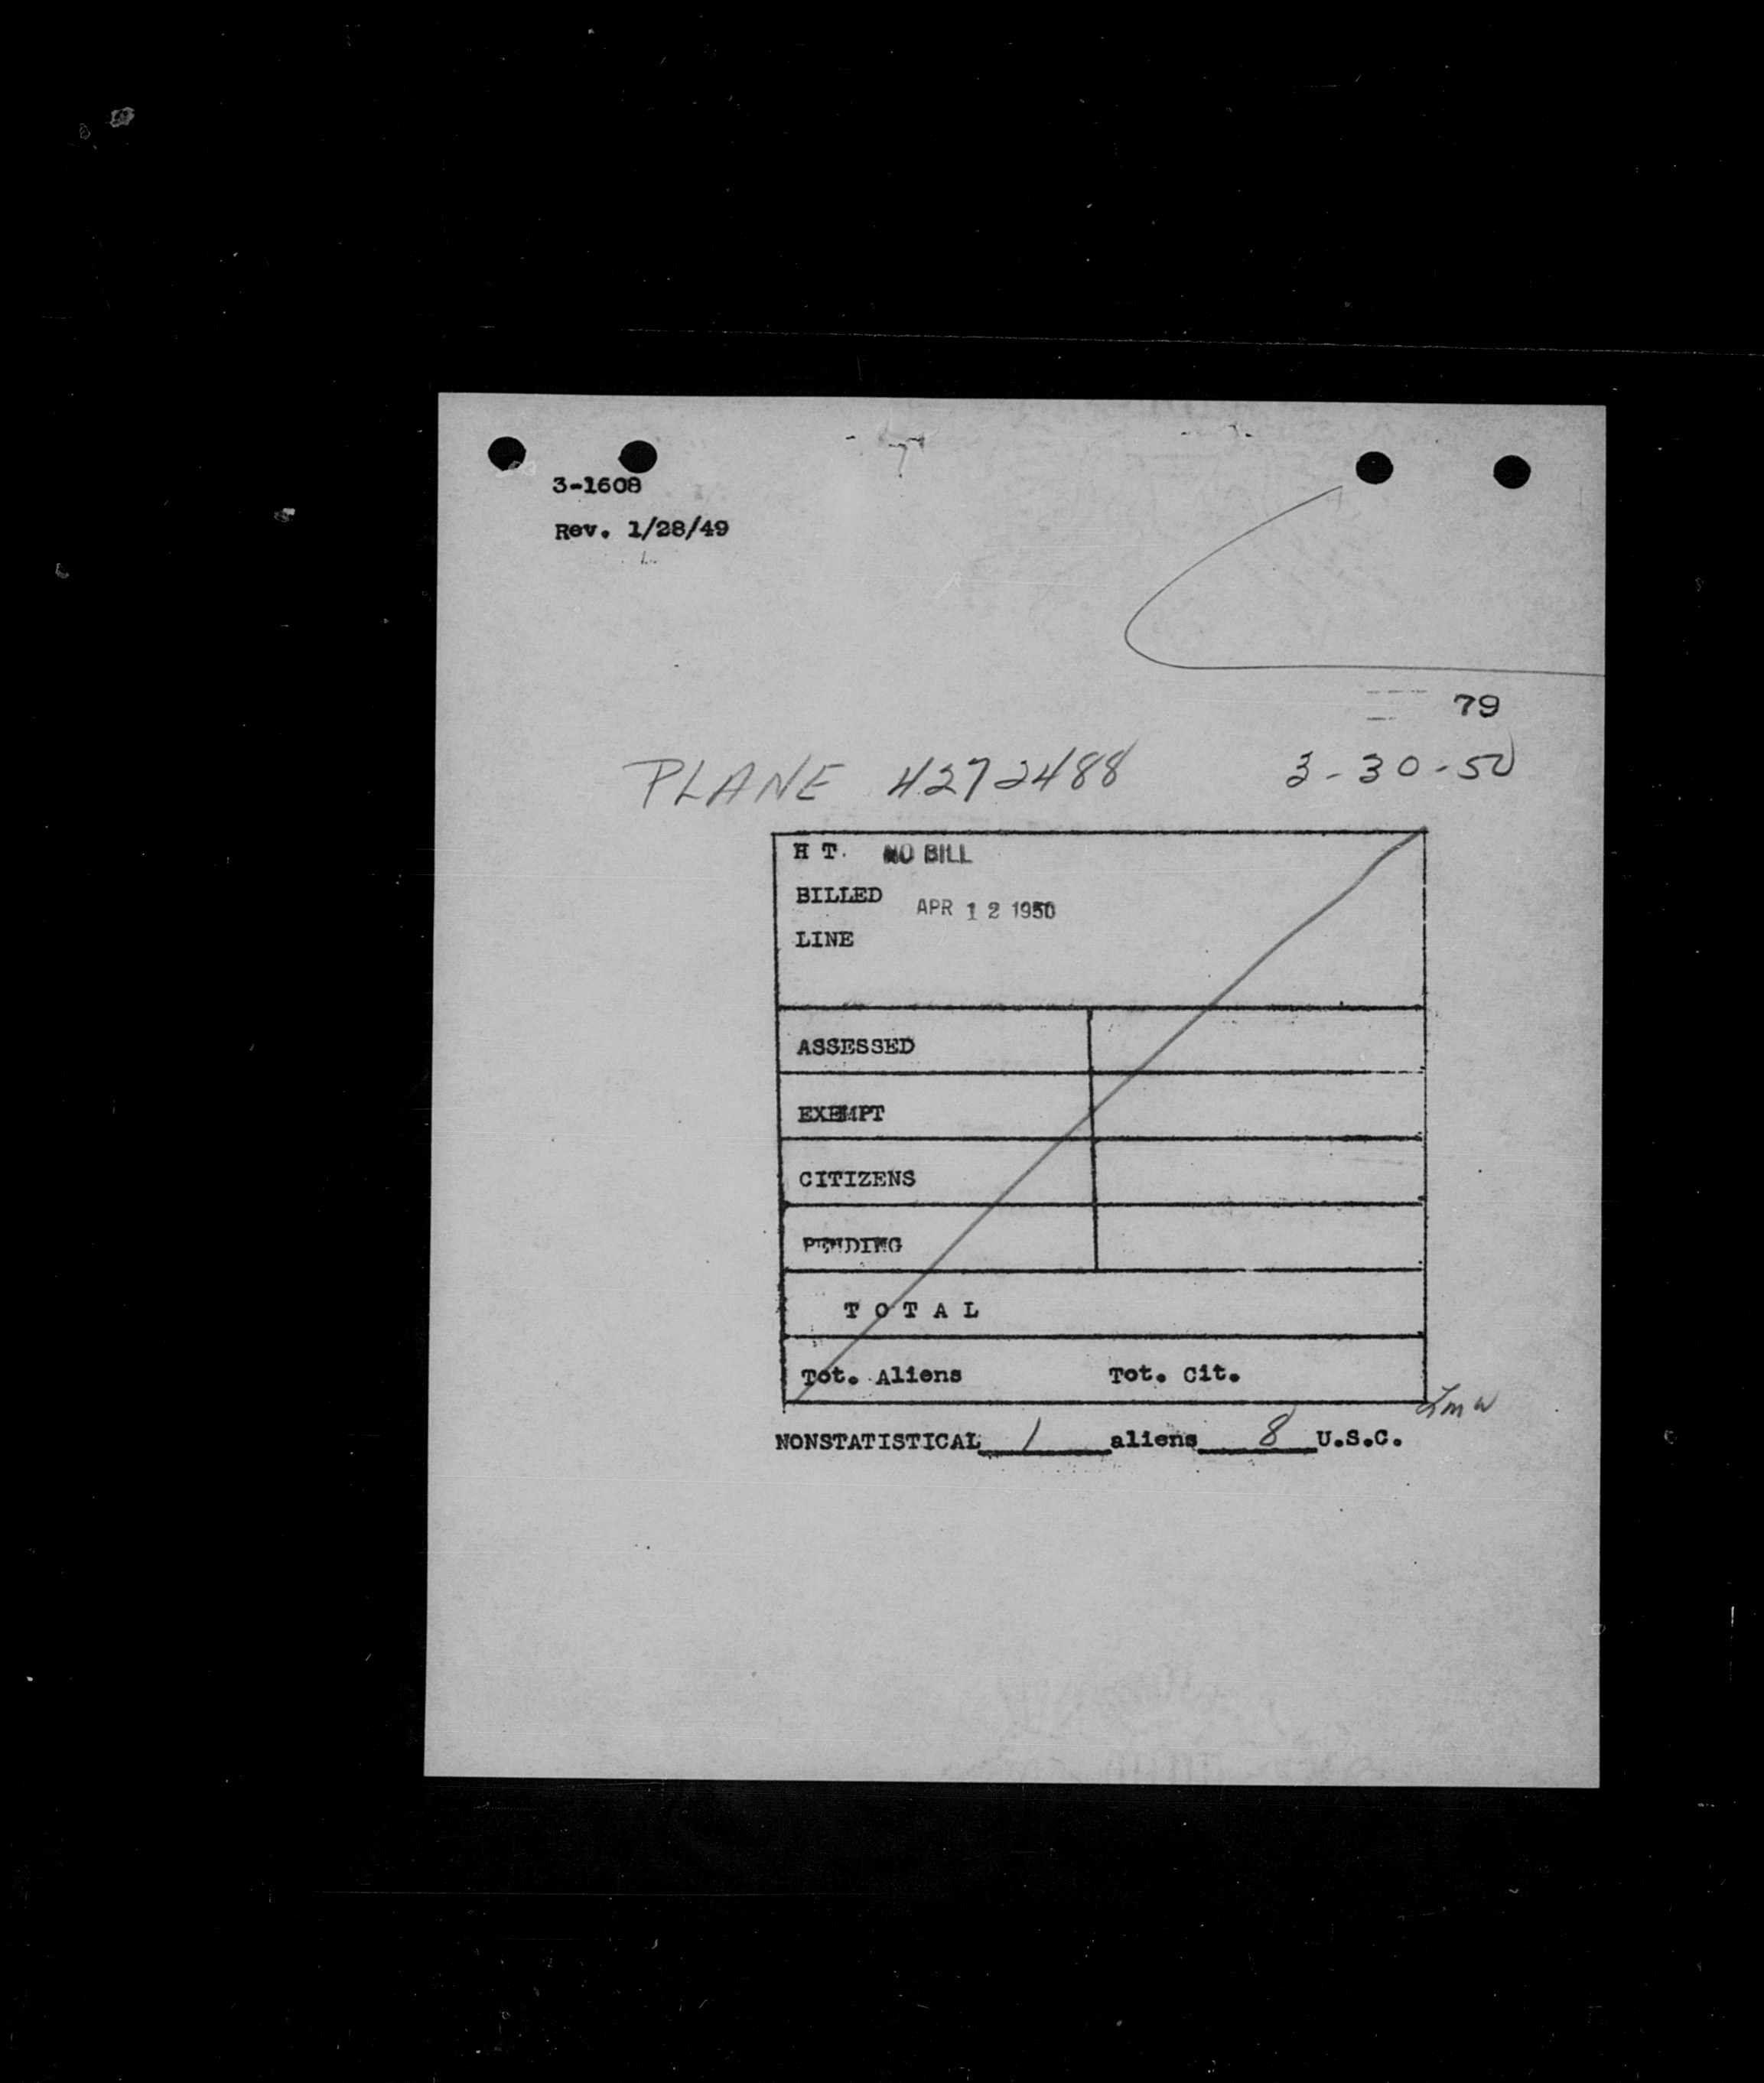 3-1608
Rev. 1/28/49
79
PLANE 4272488 3-30-50
H T. NO BILL
BILLED APR 12 1950
LINE
ASSESSED
EXEMPT
CITIZENS
PENDING
T O T A L
Tot. Aliens Tot. Cit.
NONSTATISTICAL 1 aliens 8 U.S.C.